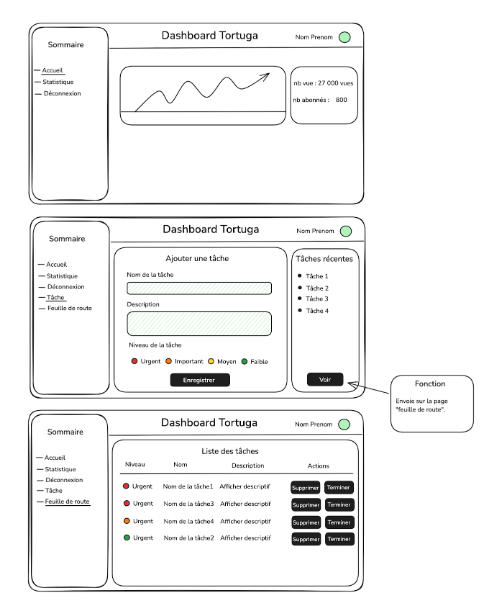 Dashboard Tortuga
Nom Prenom
Sommaire
Accueil
Statistique
Déconnexion
nb vue : 27 000 vues
nb abonnés : 800
Dashboard Tortuga
Nom Prenom
Sommaire
Accueil
Statistique
Déconnexion
Tâche
Feuille de route
Ajouter une tâche
Nom de la tâche
Description
Niveau de la tâche
Urgent Important Moyen Faible
Enregistrer
Tâches récentes
Tâche 1
Tâche 2
Tâche 3
Tâche 4
Voir
Fonction
Envoie sur la page
"feuille de route".
Dashboard Tortuga
Nom Prenom
Sommaire
Accueil
Statistique
Déconnexion
Tâche
Feuille de route
Liste des tâches
Niveau Nom Description Actions
Urgent Nom de la tâche1 Afficher descriptif Supprimer Terminer
Urgent Nom de la tâche3 Afficher descriptif Supprimer Terminer
Urgent Nom de la tâche4 Afficher descriptif Supprimer Terminer
Urgent Nom de la tâche2 Afficher descriptif Supprimer Terminer